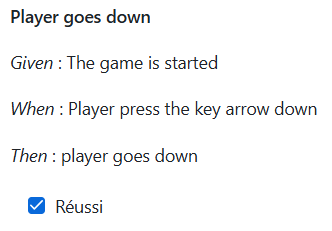 Player goes down
Given : The game is started
When : Player press the key arrow down
Then : player goes down
Réussi